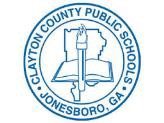 CLAYTON COUNTY PUBLIC SCHOOLS
• JONESBORO, GA •